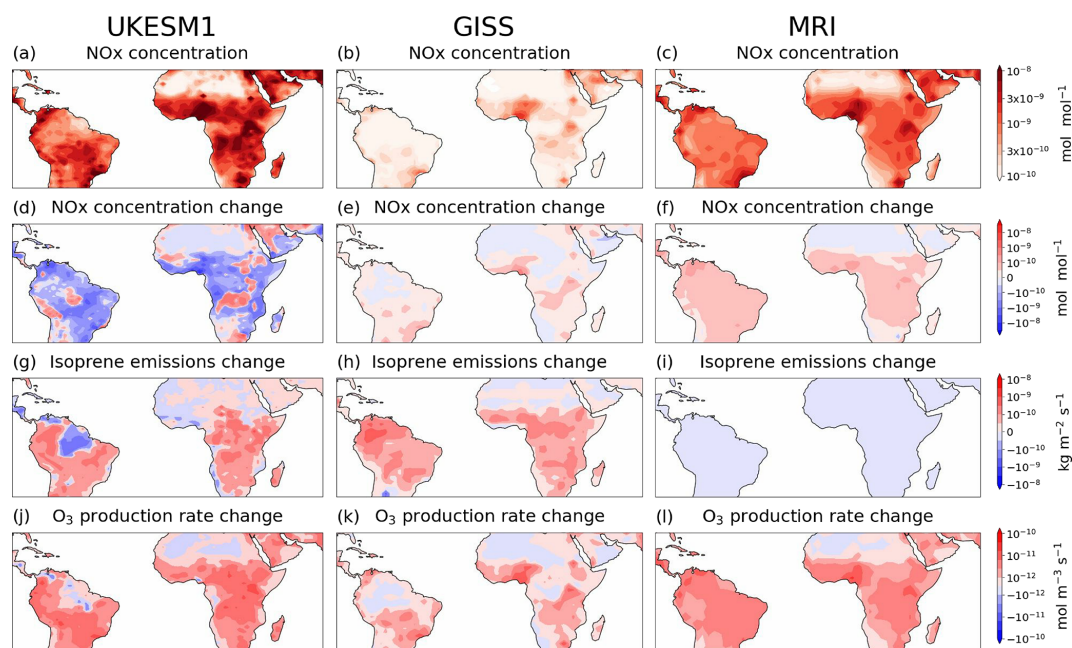 UKESM1 GISS MRI
(a) NOx concentration (b) NOx concentration (c) NOx concentration
10⁻⁸
3x10⁻⁹
10⁻⁹
3x10⁻¹⁰
10⁻¹⁰
mol mol⁻¹
(d) NOx concentration change (e) NOx concentration change (f) NOx concentration change
10⁻⁸
10⁻⁹
10⁻¹⁰
0
−10⁻¹⁰
−10⁻⁹
−10⁻⁸
mol mol⁻¹
(g) Isoprene emissions change (h) Isoprene emissions change (i) Isoprene emissions change
10⁻⁸
10⁻⁹
10⁻¹⁰
0
−10⁻¹⁰
−10⁻⁹
−10⁻⁸
kg m⁻² s⁻¹
(j) O₃ production rate change (k) O₃ production rate change (l) O₃ production rate change
10⁻¹⁰
10⁻¹¹
10⁻¹²
−10⁻¹²
−10⁻¹¹
−10⁻¹⁰
mol m⁻³ s⁻¹